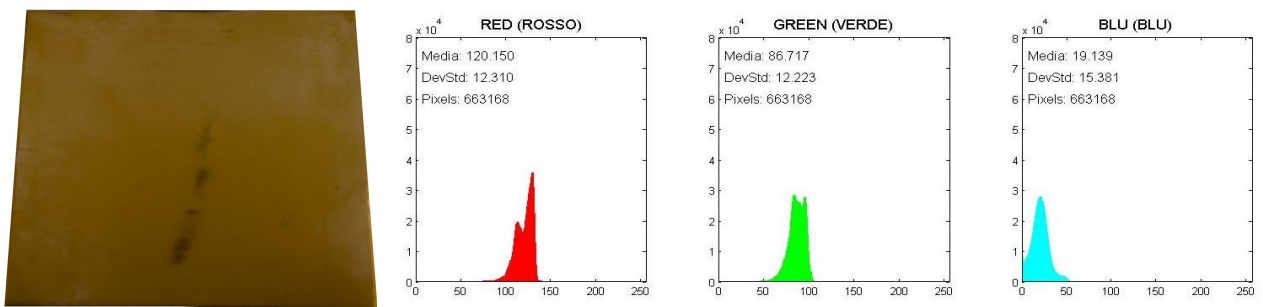 RED (ROSSO)
x 10^4
8
7
6
5
4
3
2
1
0
Media: 120.150
DevStd: 12.310
Pixels: 663168
0 50 100 150 200 250
GREEN (VERDE)
x 10^4
8
7
6
5
4
3
2
1
0
Media: 86.717
DevStd: 12.223
Pixels: 663168
0 50 100 150 200 250
BLU (BLU)
x 10^4
8
7
6
5
4
3
2
1
0
Media: 19.139
DevStd: 15.381
Pixels: 663168
0 50 100 150 200 250